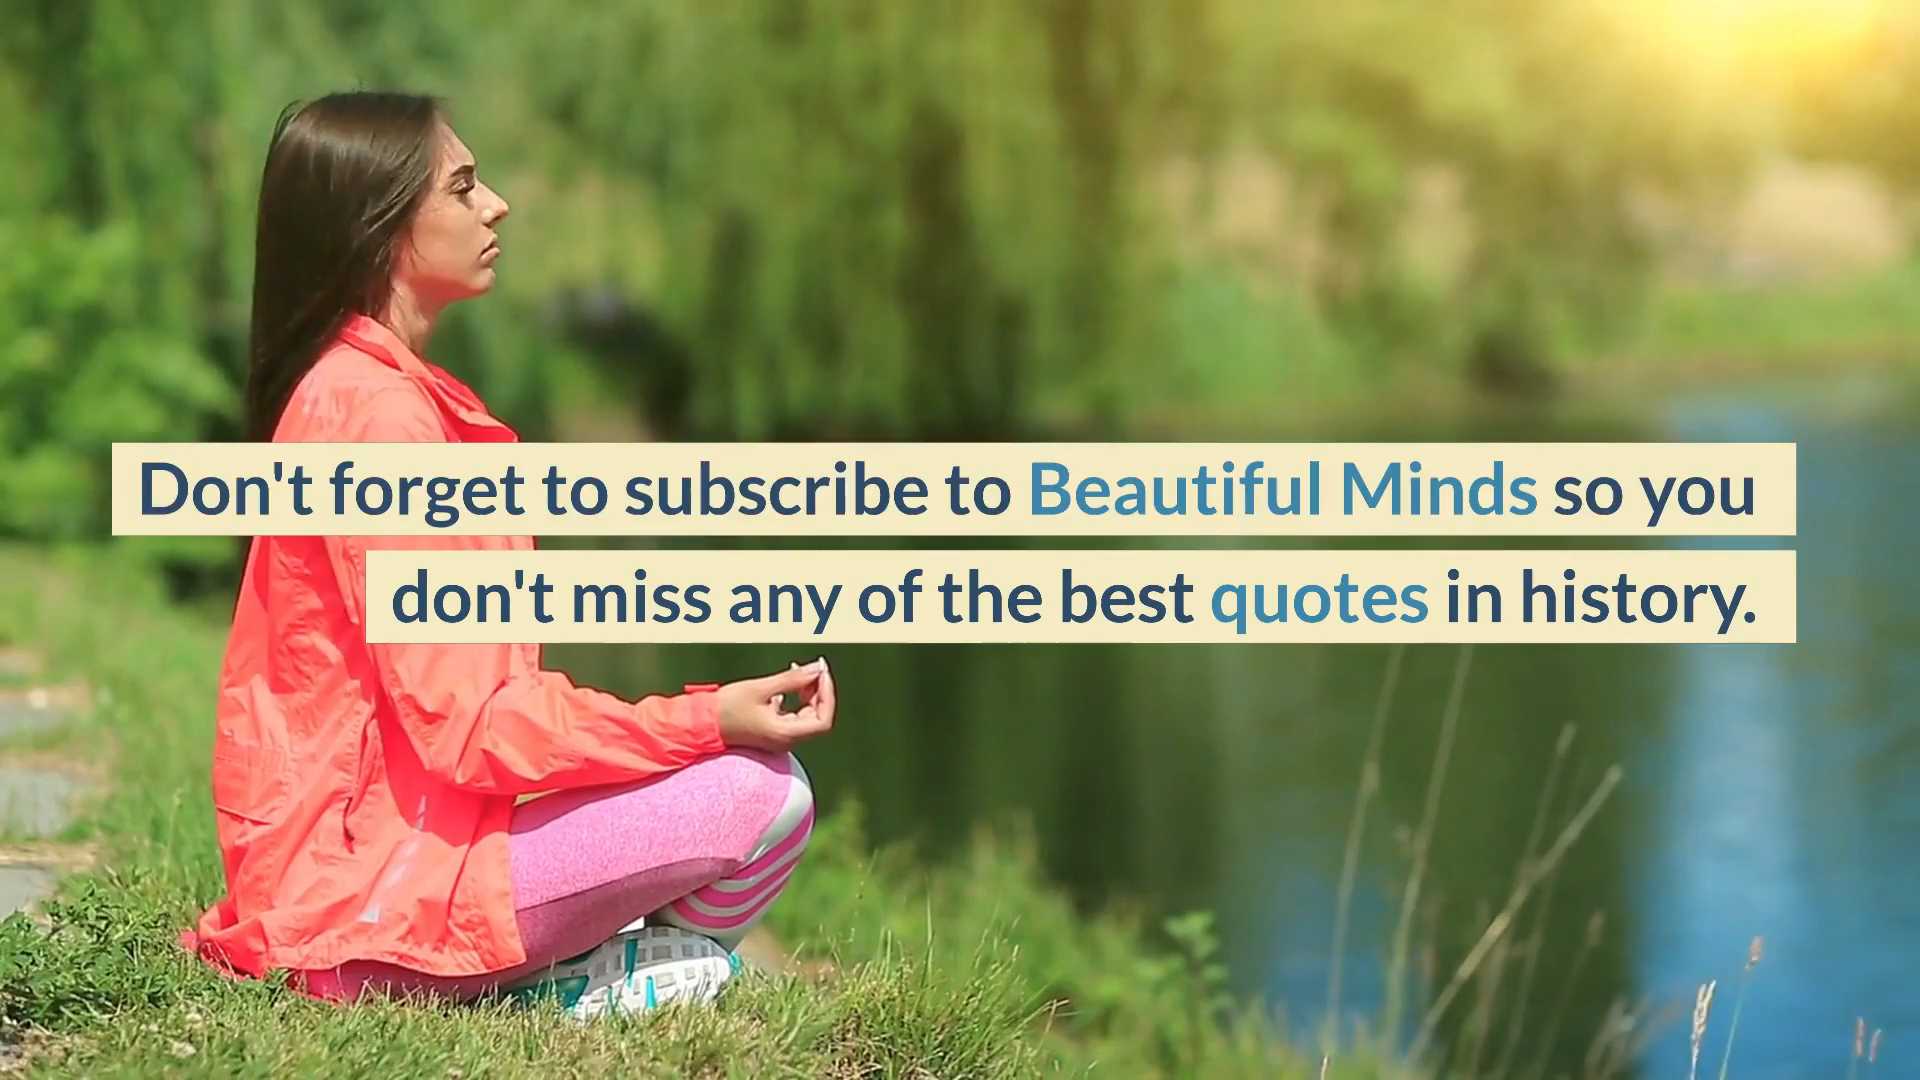 Don't forget to subscribe to Beautiful Minds so you
don't miss any of the best quotes in history.